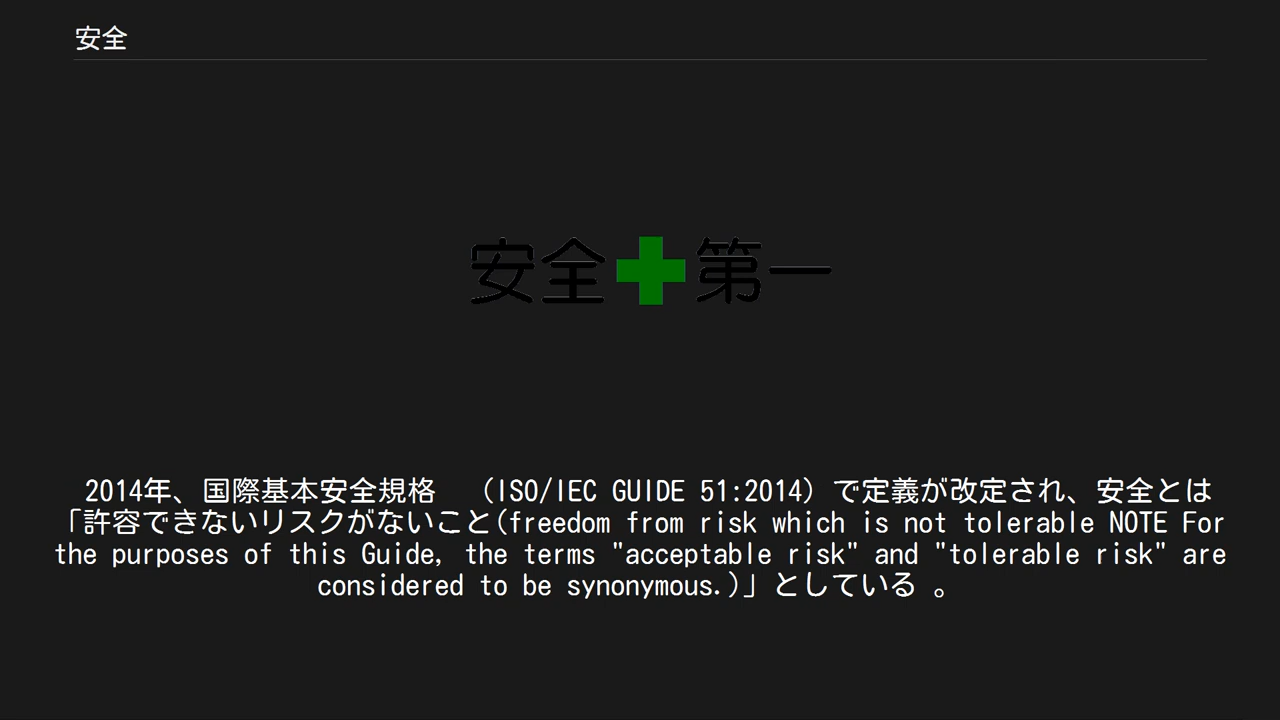 安全
安全 第一
2014年、国際基本安全規格 （ISO/IEC GUIDE 51:2014）で定義が改定され、安全とは
「許容できないリスクがないこと(freedom from risk which is not tolerable NOTE For
the purposes of this Guide, the terms "acceptable risk" and "tolerable risk" are
considered to be synonymous.)」としている 。